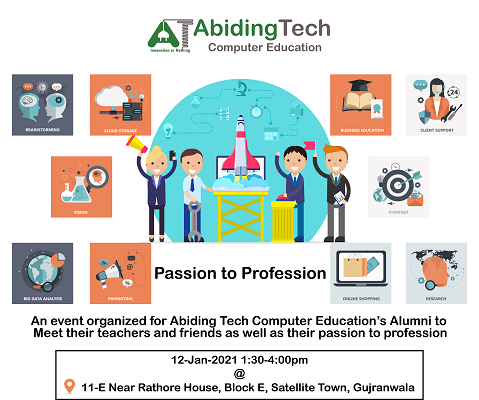 AbidingTech
AT
Computer Education
Innovation or Nothing
BRAINSTORMING
CLOUD STORAGE
BUSINESS EDUCATION
24
CLIENT SUPPORT
VISION
STRATEGY
BIG DATA ANALYSIS
@
PROMOTING
Passion to Profession
ONLINE SHOPPING
RESEARCH
An event organized for Abiding Tech Computer Education's Alumni to
Meet their teachers and friends as well as their passion to profession
12-Jan-2021 1:30-4:00pm
@
11-E Near Rathore House, Block E, Satellite Town, Gujranwala